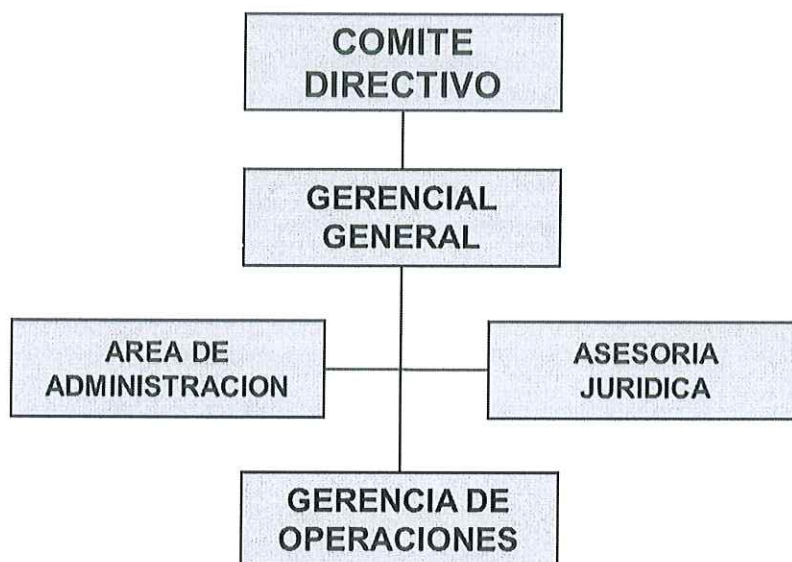 COMITE
DIRECTIVO
GERENCIAL
GENERAL
AREA DE
ADMINISTRACION
ASESORIA
JURIDICA
GERENCIA DE
OPERACIONES